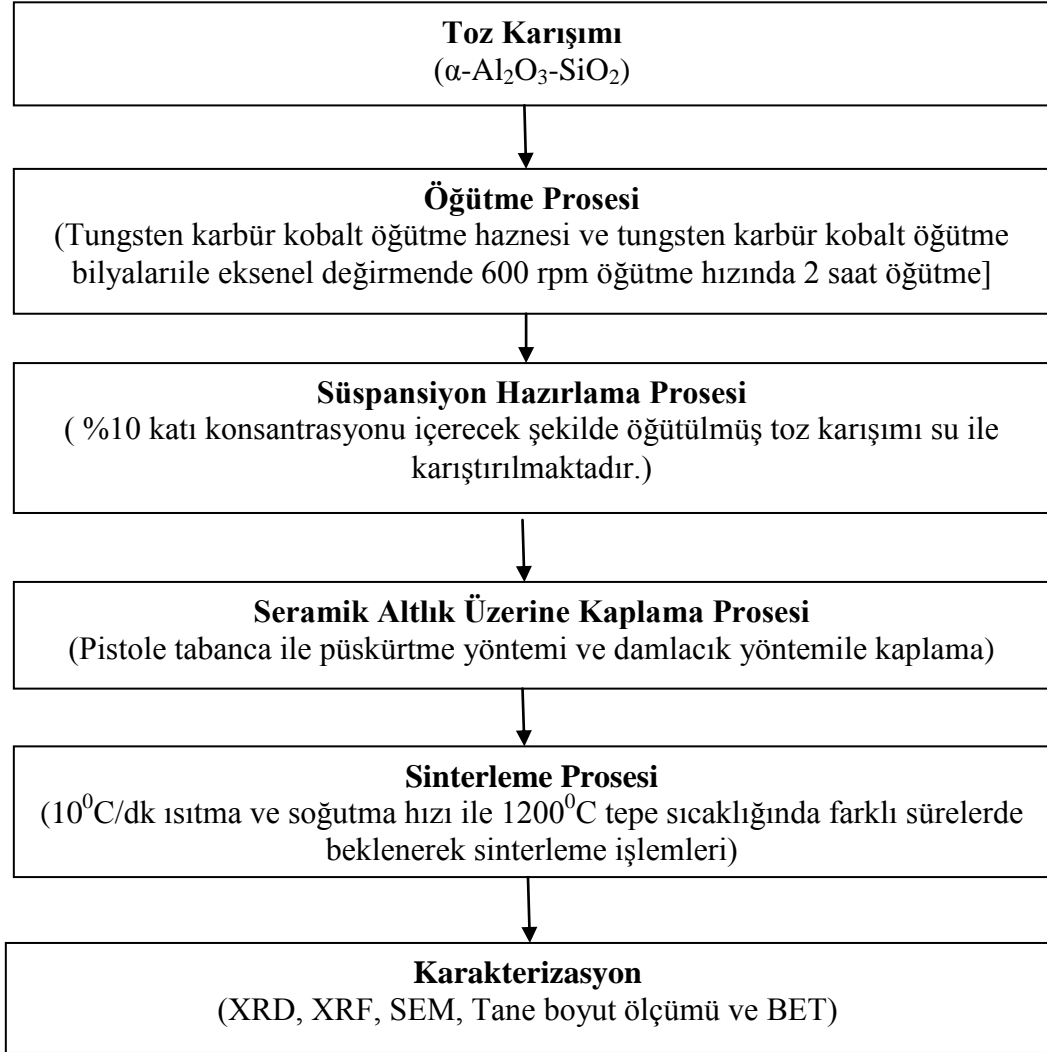 Toz Karışımı
(α-Al₂O₃-SiO₂)
Öğütme Prosesi
(Tungsten karbür kobalt öğütme haznesi ve tungsten karbür kobalt öğütme
bilyalarıile eksenel değirmende 600 rpm öğütme hızında 2 saat öğütme]
Süspansiyon Hazırlama Prosesi
( %10 katı konsantrasyonu içerecek şekilde öğütülmüş toz karışımı su ile
karıştırılmaktadır.)
Seramik Altlık Üzerine Kaplama Prosesi
(Pistole tabanca ile püskürtme yöntemi ve damlacık yöntemile kaplama)
Sinterleme Prosesi
(10⁰C/dk ısıtma ve soğutma hızı ile 1200⁰C tepe sıcaklığında farklı sürelerde
beklenerek sinterleme işlemleri)
Karakterizasyon
(XRD, XRF, SEM, Tane boyut ölçümü ve BET)